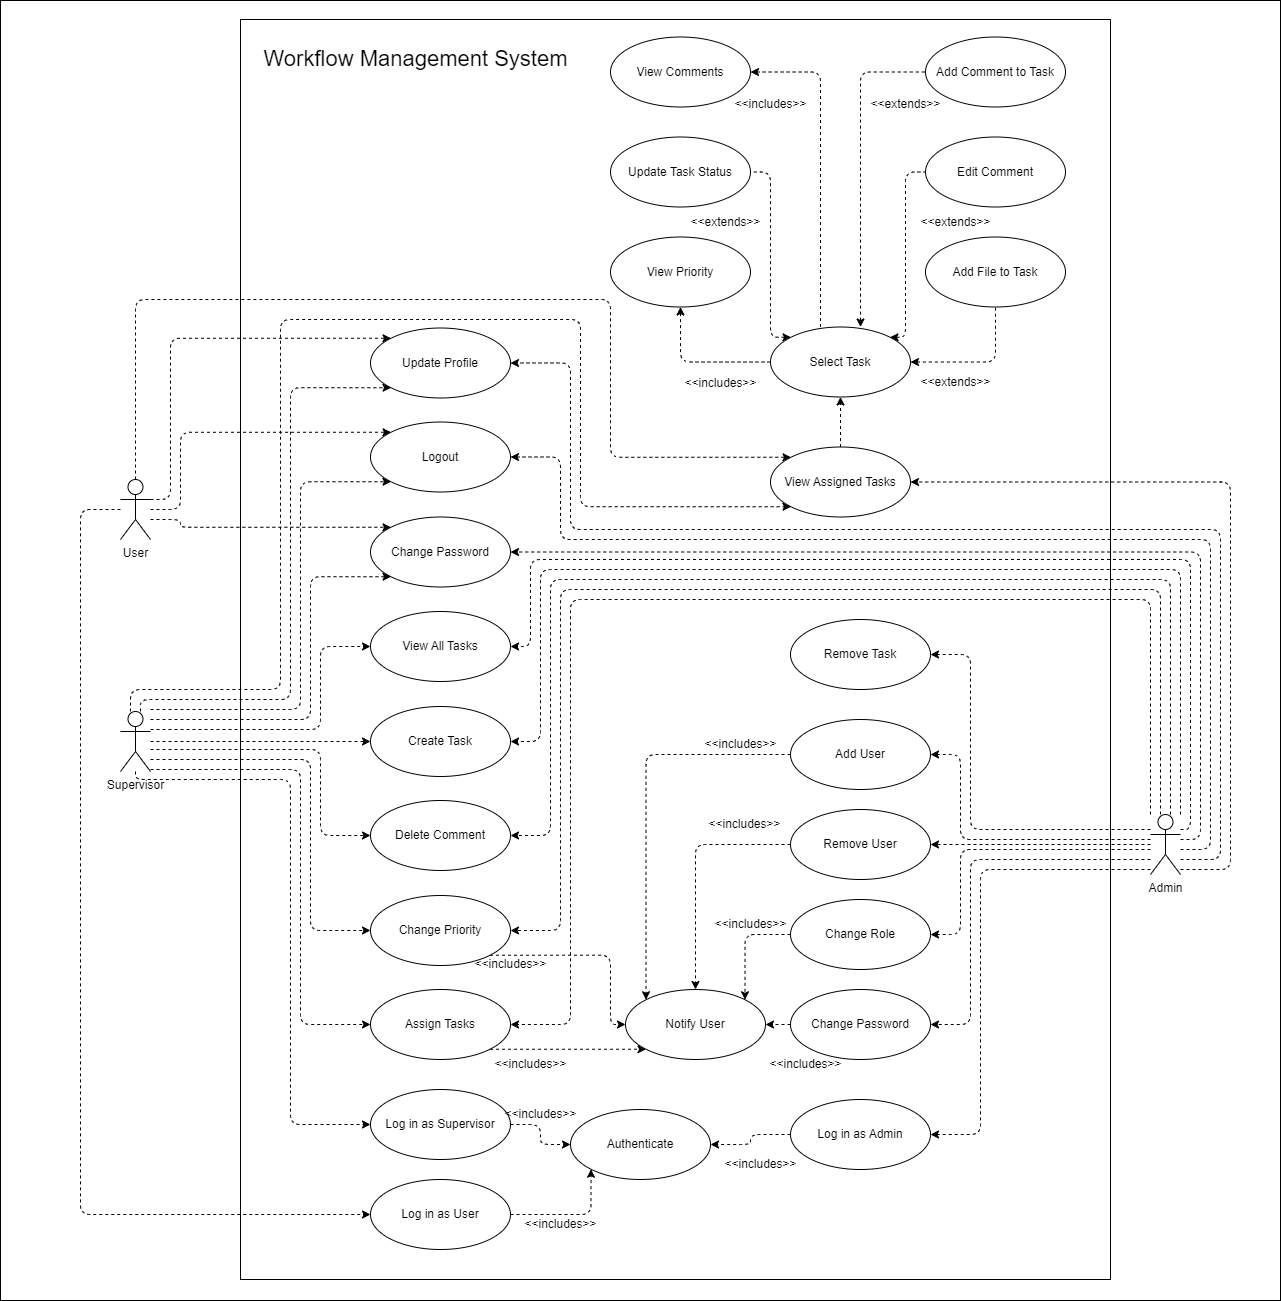 Workflow Management System
View Comments
Add Comment to Task
<<includes>>
<<extends>>
Update Task Status
Edit Comment
<<extends>>
<<extends>>
View Priority
Add File to Task
Update Profile
Select Task
<<includes>>
<<extends>>
Logout
View Assigned Tasks
User
Change Password
View All Tasks
Remove Task
Create Task
<<includes>>
Add User
Supervisor
<<includes>>
Delete Comment
Remove User
Admin
<<includes>>
Change Priority
Change Role
<<includes>>
Assign Tasks
Notify User
Change Password
<<includes>>
<<includes>>
<<includes>>
Log in as Supervisor
Log in as Admin
Authenticate
<<includes>>
Log in as User
<<includes>>